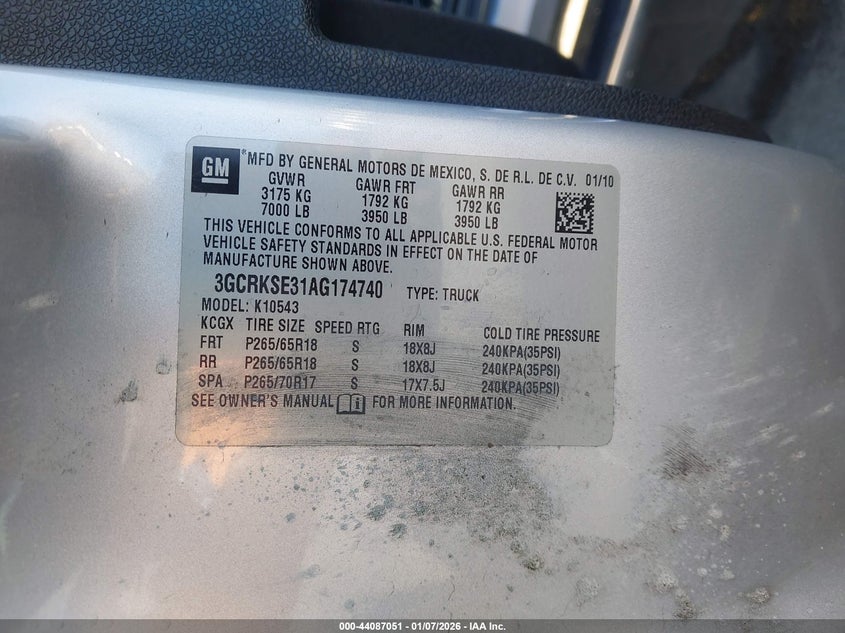 GM *MFD BY GENERAL MOTORS DE MEXICO, S. DE R.L. DE C.V. 01/10
GVWR GAWR FRT GAWR RR
3175 KG 1792 KG 1792 KG
7000 LB 3950 LB 3950 LB
THIS VEHICLE CONFORMS TO ALL APPLICABLE U.S. FEDERAL MOTOR
VEHICLE SAFETY STANDARDS IN EFFECT ON THE DATE OF
MANUFACTURE SHOWN ABOVE.
3GCRKSE31AG174740 TYPE: TRUCK
MODEL: K10543
KCGX TIRE SIZE SPEED RTG RIM COLD TIRE PRESSURE
FRT P265/65R18 S 18X8J 240KPA(35PSI)
RR P265/65R18 S 18X8J 240KPA(35PSI)
SPA P265/70R17 S 17X7.5J 240KPA(35PSI)
SEE OWNER'S MANUAL FOR MORE INFORMATION.
000-44087051 - 01/07/2026 - IAA Inc.